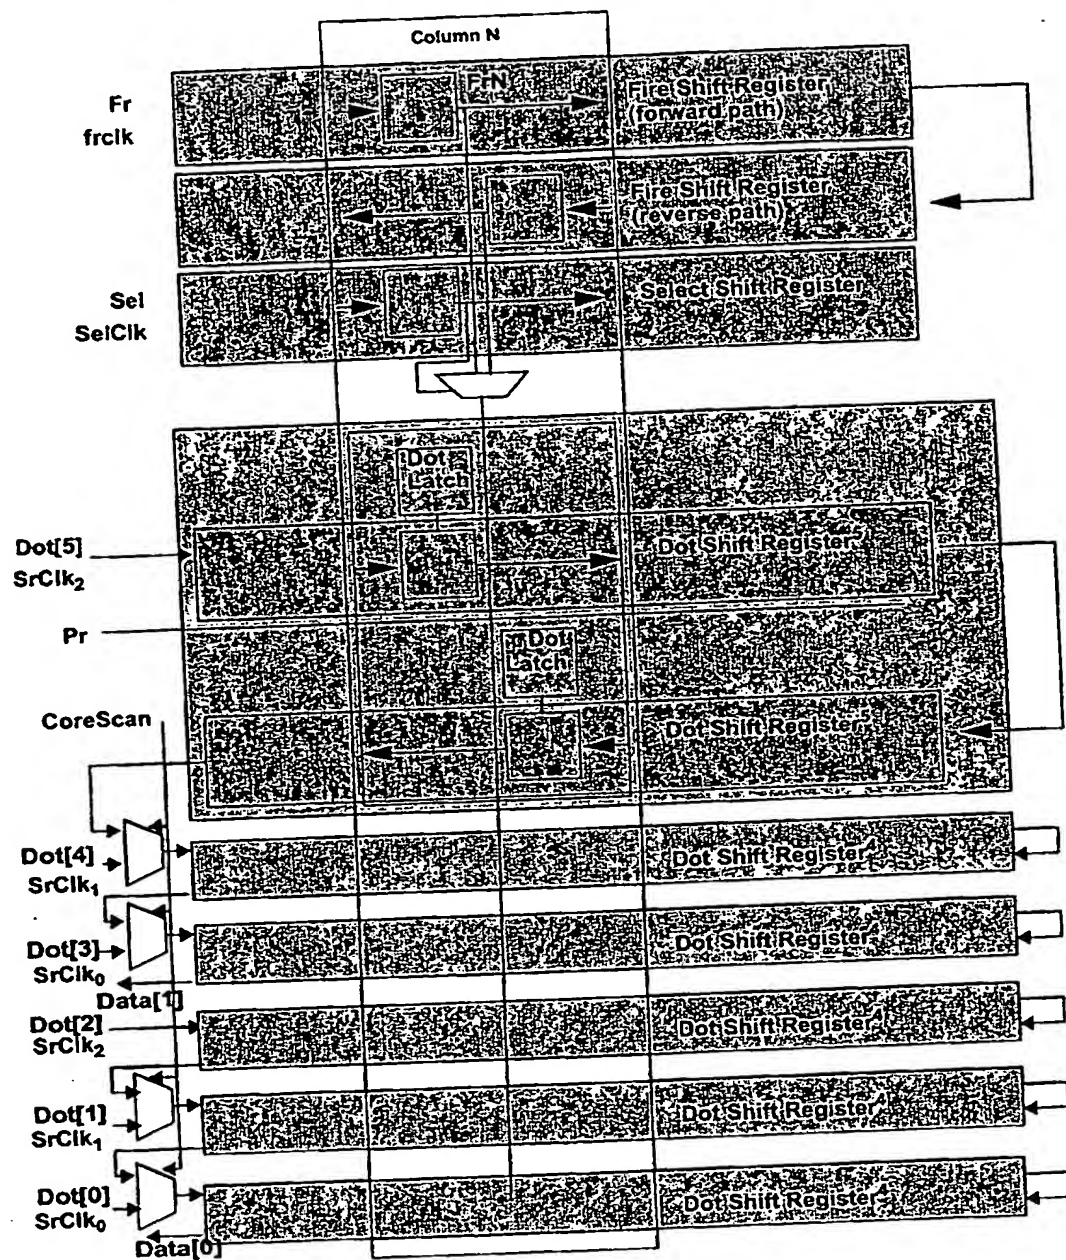 Column N
Fr
frclk
FrN
Fire Shift Register
(forward path)
Fire Shift Register
(reverse path)
Sel
SelClk
Select Shift Register
Dot
Latch
Dot[5]
SrClk2
Dot Shift Register
Pr
Dot
Latch
CoreScan
Dot Shift Register
Dot[4]
SrClk1
Dot Shift Register
Dot[3]
SrClk0
Dot Shift Register
Data[1]
Dot[2]
SrClk2
Dot Shift Register
Dot[1]
SrClk1
Dot Shift Register
Dot[0]
SrClk0
Dot Shift Register
Data[0]